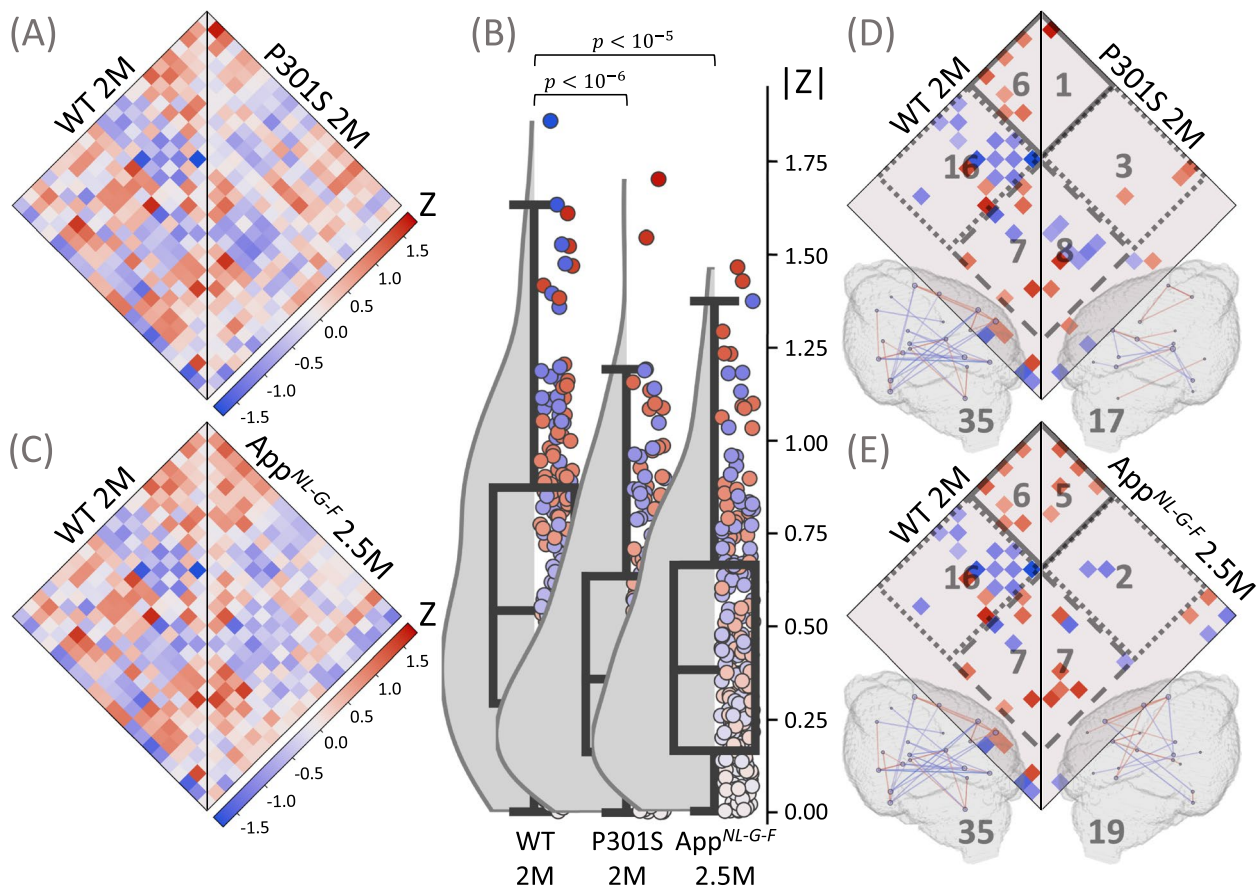 (A)
WT 2M
P301S 2M
Z
1.5
1.0
0.5
0.0
-0.5
-1.0
-1.5
(B)
p < 10^{-5}
p < 10^{-6}
|Z|
1.75
1.50
1.25
1.00
0.75
0.50
0.25
0.00
WT
2M
P301S
2M
App^{NL-G-F}
2.5M
(C)
WT 2M
App^{NL-G-F} 2.5M
Z
1.5
1.0
0.5
0.0
-0.5
-1.0
-1.5
(D)
WT 2M
P301S 2M
6 1
16 3
7 8
35 17
(E)
WT 2M
App^{NL-G-F} 2.5M
6 5
16 2
7 7
35 19